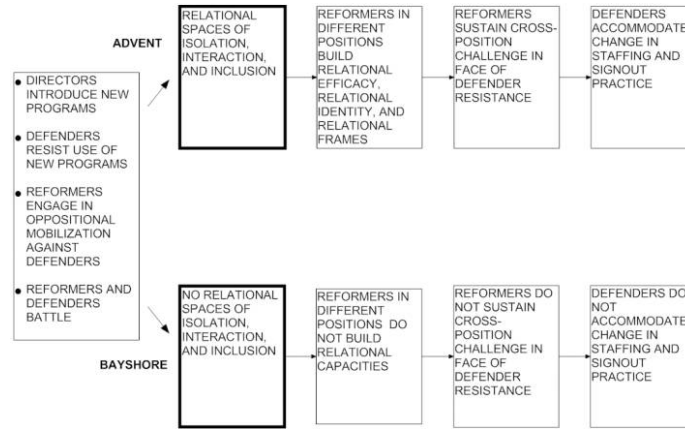 ADVENT
● DIRECTORS
INTRODUCE NEW
PROGRAMS
● DEFENDERS
RESIST USE OF
NEW PROGRAMS
● REFORMERS
ENGAGE IN
OPPOSITIONAL
MOBILIZATION
AGAINST
DEFENDERS
● REFORMERS AND
DEFENDERS
BATTLE
RELATIONAL
SPACES OF
ISOLATION,
INTERACTION,
AND INCLUSION
REFORMERS IN
DIFFERENT
POSITIONS
BUILD
RELATIONAL
EFFICACY,
RELATIONAL
IDENTITY, AND
RELATIONAL
FRAMES
REFORMERS
SUSTAIN CROSS-
POSITION
CHALLENGE IN
FACE OF
DEFENDER
RESISTANCE
DEFENDERS
ACCOMMODATE
CHANGE IN
STAFFING AND
SIGNOUT
PRACTICE
BAYSHORE
NO RELATIONAL
SPACES OF
ISOLATION,
INTERACTION,
AND INCLUSION
REFORMERS IN
DIFFERENT
POSITIONS DO
NOT BUILD
RELATIONAL
CAPACITIES
REFORMERS DO
NOT SUSTAIN
CROSS-
POSITION
CHALLENGE IN
FACE OF
DEFENDER
RESISTANCE
DEFENDERS DO
NOT
ACCOMMODATE
CHANGE IN
STAFFING AND
SIGNOUT
PRACTICE